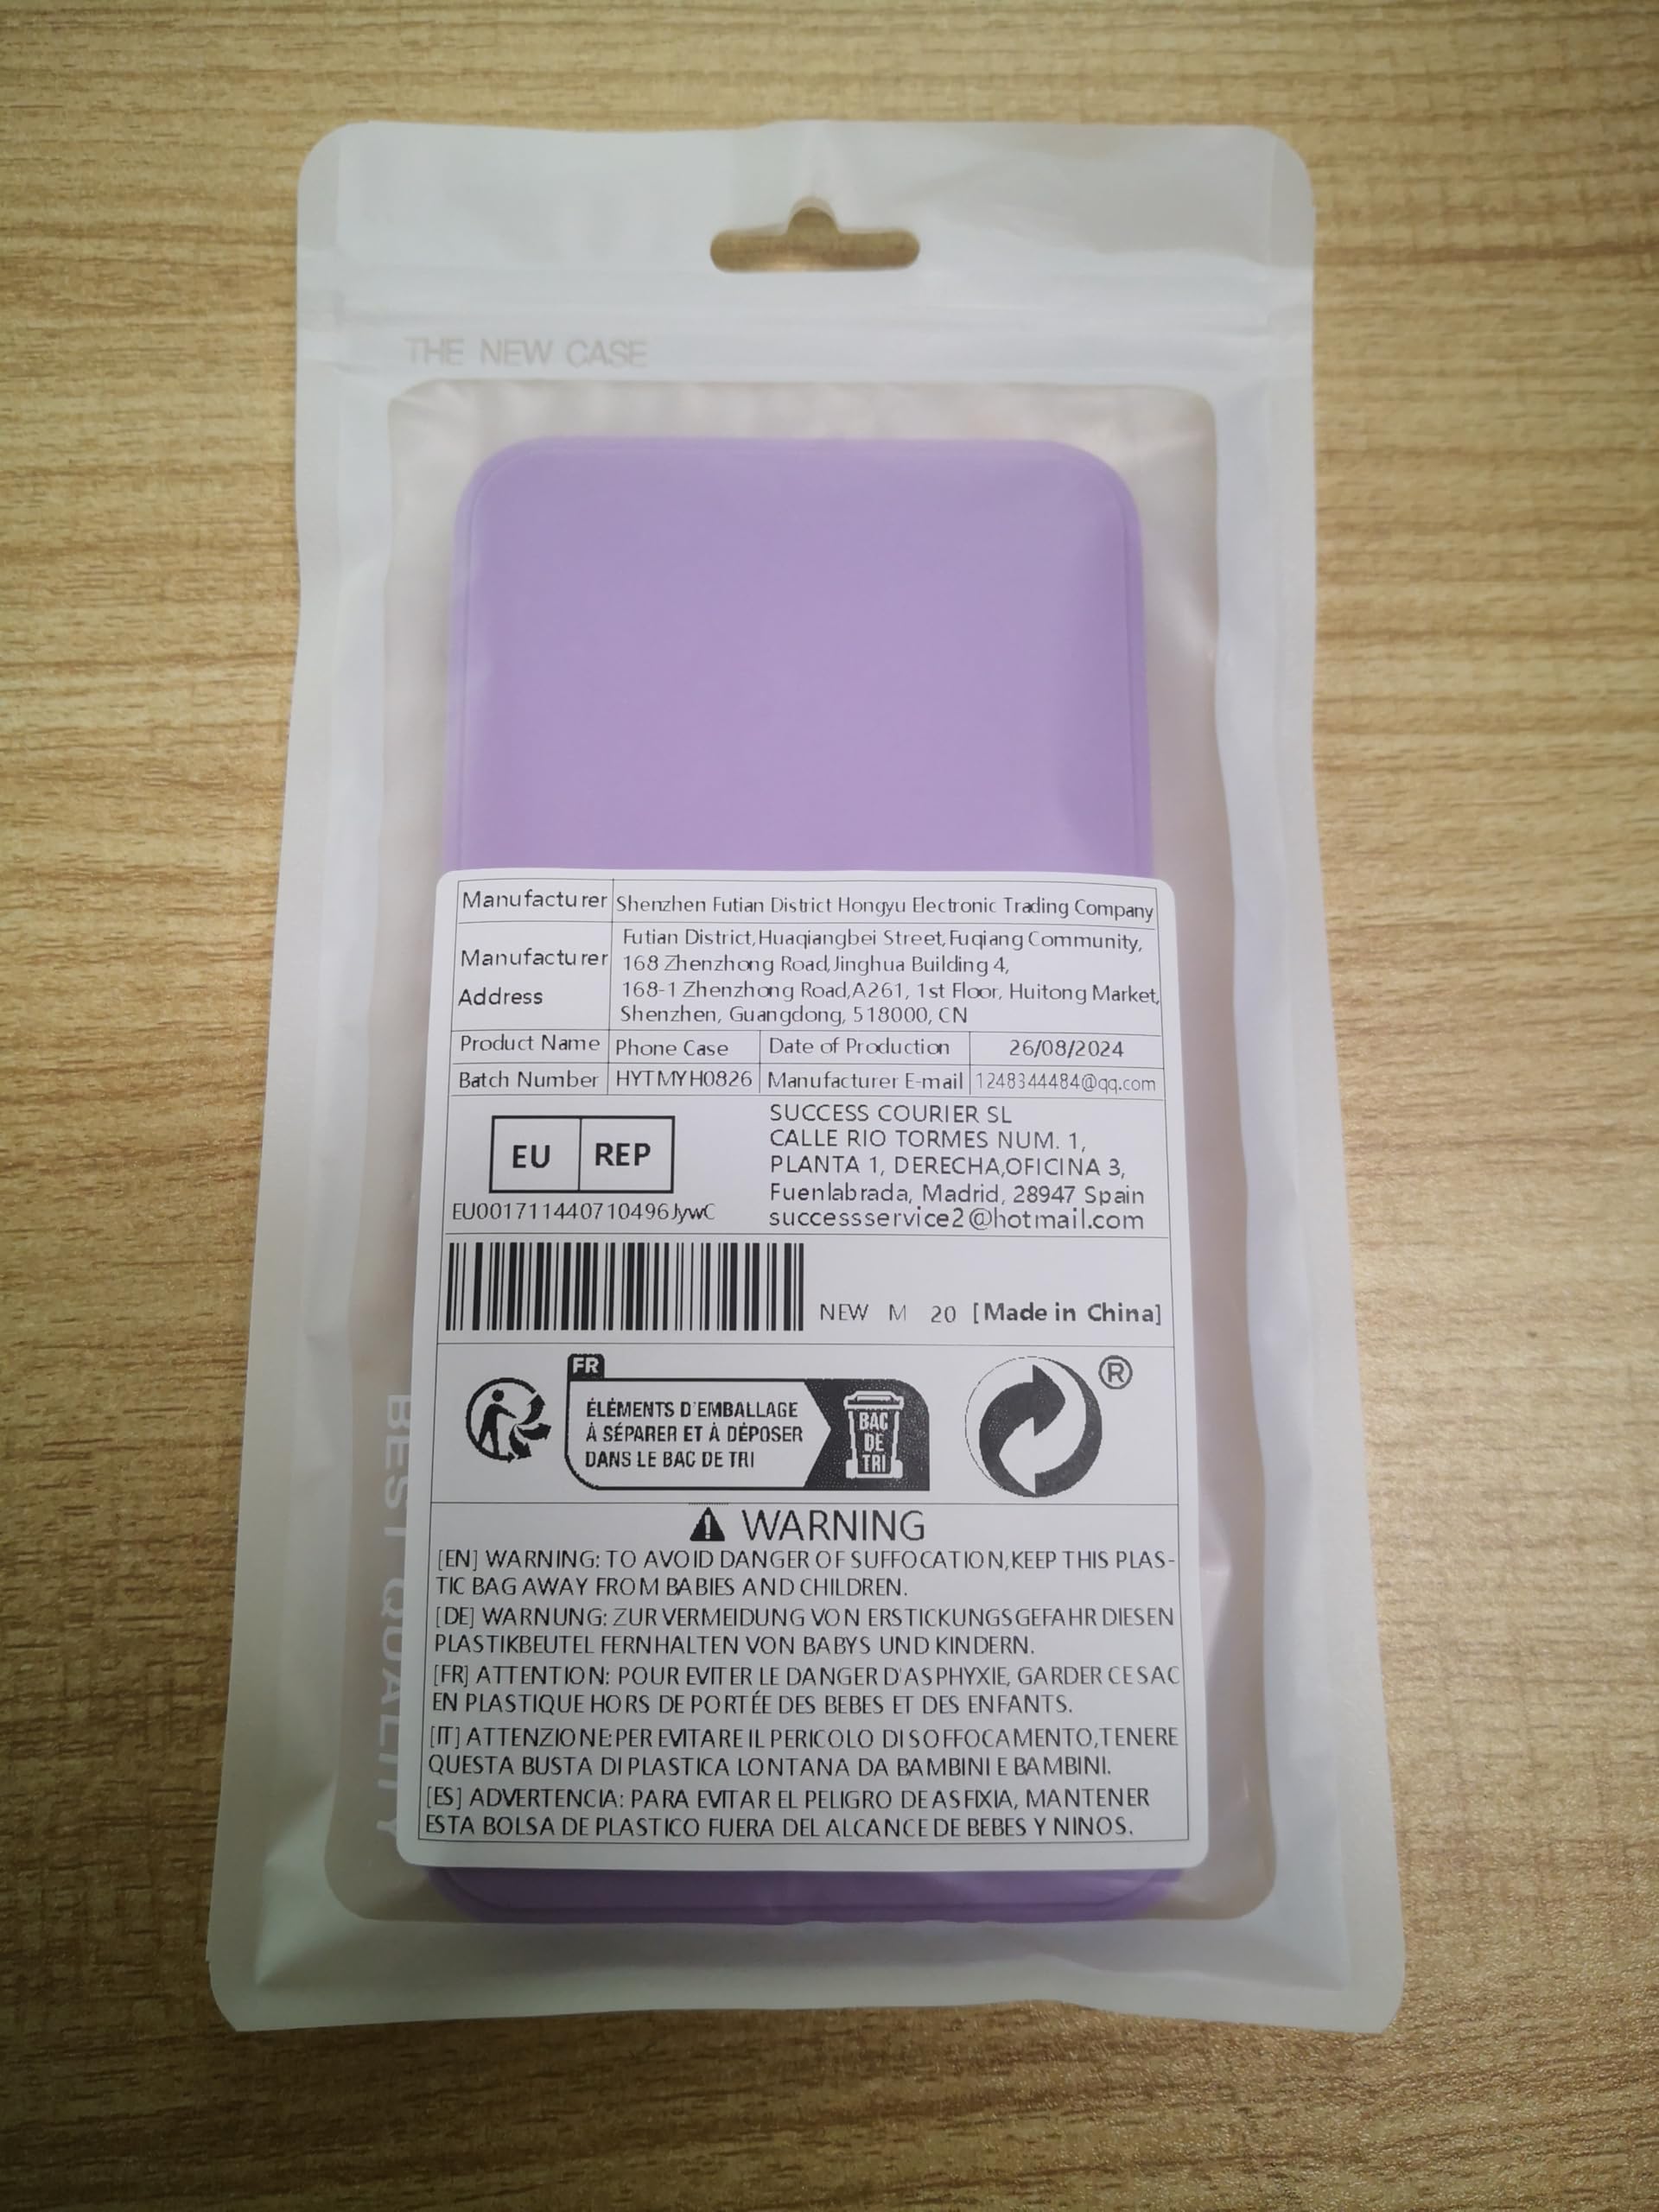 THE NEW CASE
Manufacturer Shenzhen Futian District Hongyu Electronic Trading Company
Manufacturer Address
Futian District,Huaqiangbei Street,Fuqiang Community,
168 Zhenzhong Road,Jinghua Building 4,
168-1 Zhenzhong Road,A261, 1st Floor, Huitong Market,
Shenzhen, Guangdong, 518000, CN
Product Name Phone Case Date of Production 26/08/2024
Batch Number HYTMYH0826 Manufacturer E-mail 1248344484@qq.com
EU REP
EU001711440710496JywC
SUCCESS COURIER SL
CALLE RIO TORMES NUM. 1,
PLANTA 1, DERECHA,OFICINA 3,
Fuenlabrada, Madrid, 28947 Spain
successservice2@hotmail.com
NEW M 20 [Made in China]
FR
ÉLÉMENTS D'EMBALLAGE
À SÉPARER ET À DÉPOSER
DANS LE BAC DE TRI
BAC
DE
TRI
®
WARNING
[EN] WARNING: TO AVOID DANGER OF SUFFOCATION,KEEP THIS PLAS-
TIC BAG AWAY FROM BABIES AND CHILDREN.
[DE] WARNUNG: ZUR VERMEIDUNG VON ERSTICKUNGSGEFAHR DIESEN
PLASTIKBEUTEL FERNHALTEN VON BABYS UND KINDERN.
[FR] ATTENTION: POUR EVITER LE DANGER D'ASPHYXIE, GARDER CE SAC
EN PLASTIQUE HORS DE PORTÉE DES BEBES ET DES ENFANTS.
[IT] ATTENZIONE:PER EVITARE IL PERICOLO DI SOFFOCAMENTO,TENERE
QUESTA BUSTA DI PLASTICA LONTANA DA BAMBINI E BAMBINI.
[ES] ADVERTENCIA: PARA EVITAR EL PELIGRO DE ASFIXIA, MANTENER
ESTA BOLSA DE PLASTICO FUERA DEL ALCANCE DE BEBES Y NINOS.
BEST QUALITY